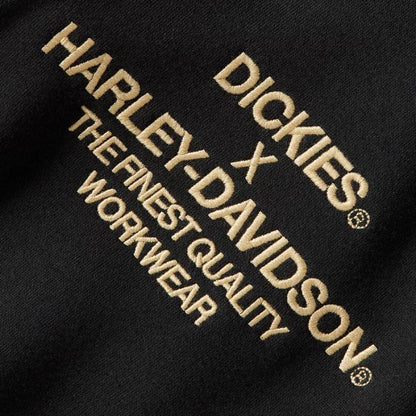 DICKIES®
X
HARLEY-DAVIDSON®
THE FINEST QUALITY
WORKWEAR